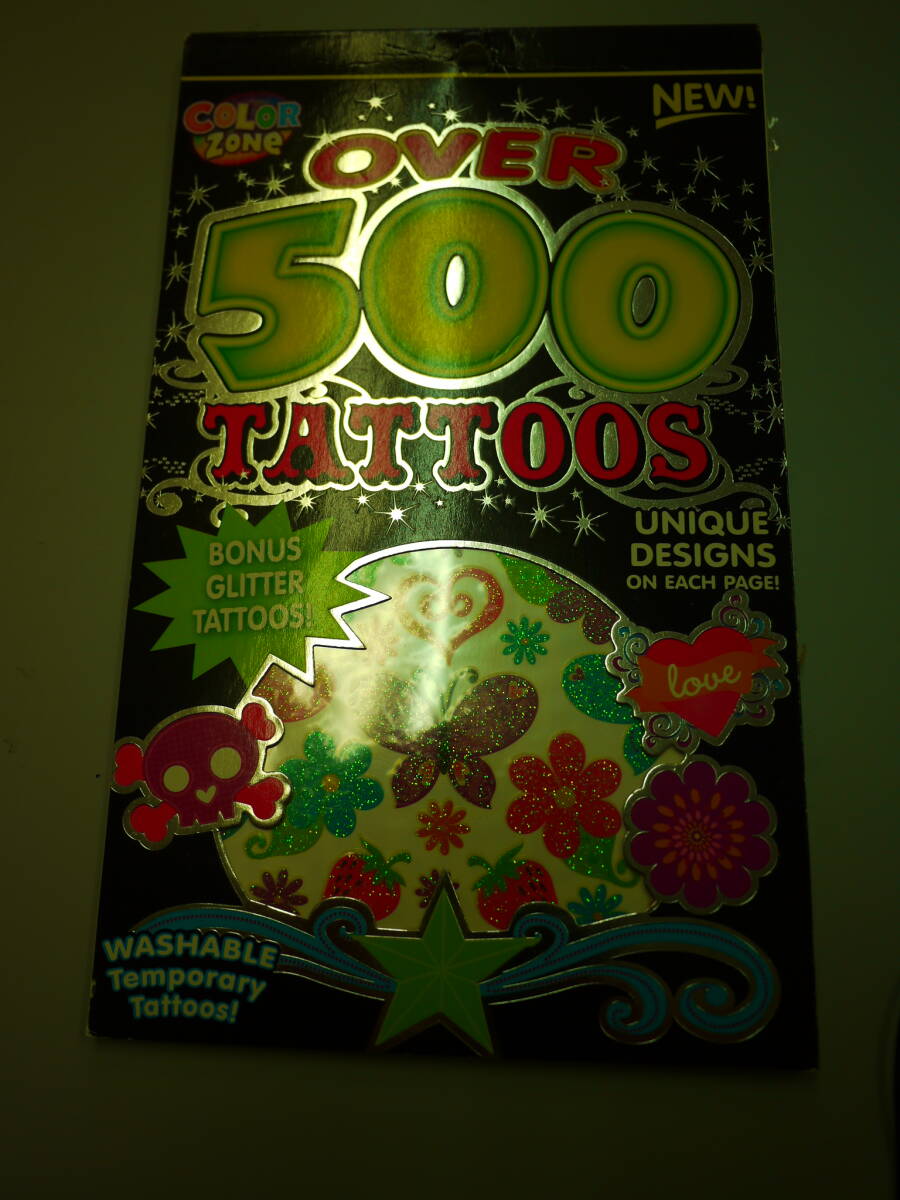 COLOR
ZONE
NEW!
OVER
500
TATTOOS
BONUS
GLITTER
TATTOOS!
UNIQUE
DESIGNS
ON EACH PAGE!
love
WASHABLE
Temporary
Tattoos!